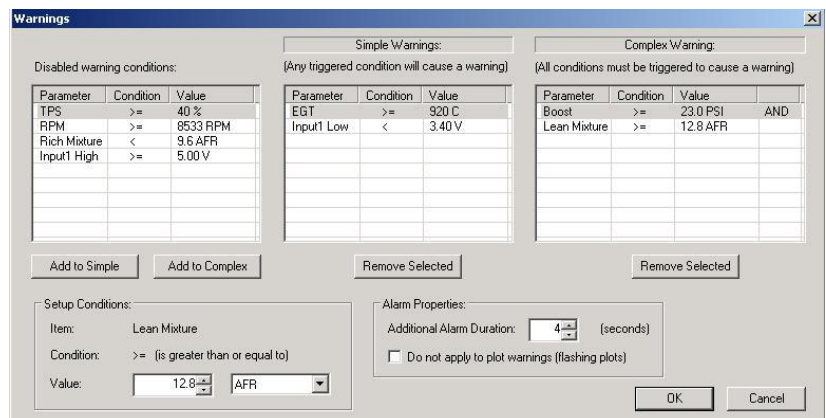 Warnings
Simple Warnings:
Complex Warning:
Disabled warning conditions:
(Any triggered condition will cause a warning)
(All conditions must be triggered to cause a warning)
Parameter Condition Value
TPS >= 40 %
RPM >= 8533 RPM
Rich Mixture < 9.6 AFR
Input1 High >= 5.00 V
Parameter Condition Value
EGT >= 920 C
Input1 Low < 3.40 V
Parameter Condition Value
Boost >= 23.0 PSI AND
Lean Mixture >= 12.8 AFR
Add to Simple
Add to Complex
Remove Selected
Remove Selected
Setup Conditions:
Item: Lean Mixture
Condition: >= (is greater than or equal to)
Value: 12.8 AFR
Alarm Properties:
Additional Alarm Duration: 4 (seconds)
Do not apply to plot warnings (flashing plots)
OK
Cancel